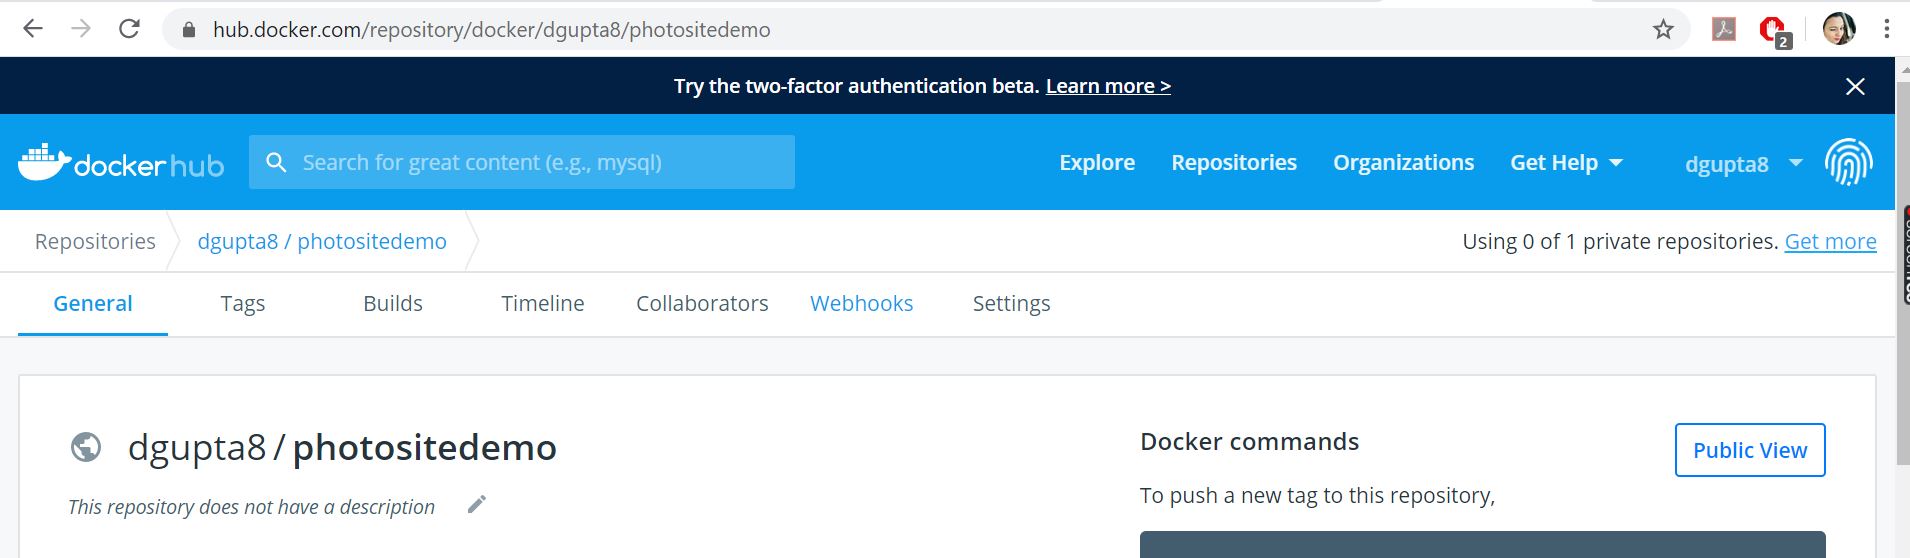 hub.docker.com/repository/docker/dgupta8/photositedemo
2
Try the two-factor authentication beta. Learn more >
docker hub
Search for great content (e.g., mysql)
Explore Repositories Organizations Get Help dgupta8
Repositories dgupta8 / photositedemo Using 0 of 1 private repositories. Get more
General Tags Builds Timeline Collaborators Webhooks Settings
dgupta8 / photositedemo
This repository does not have a description
Docker commands
Public View
To push a new tag to this repository,